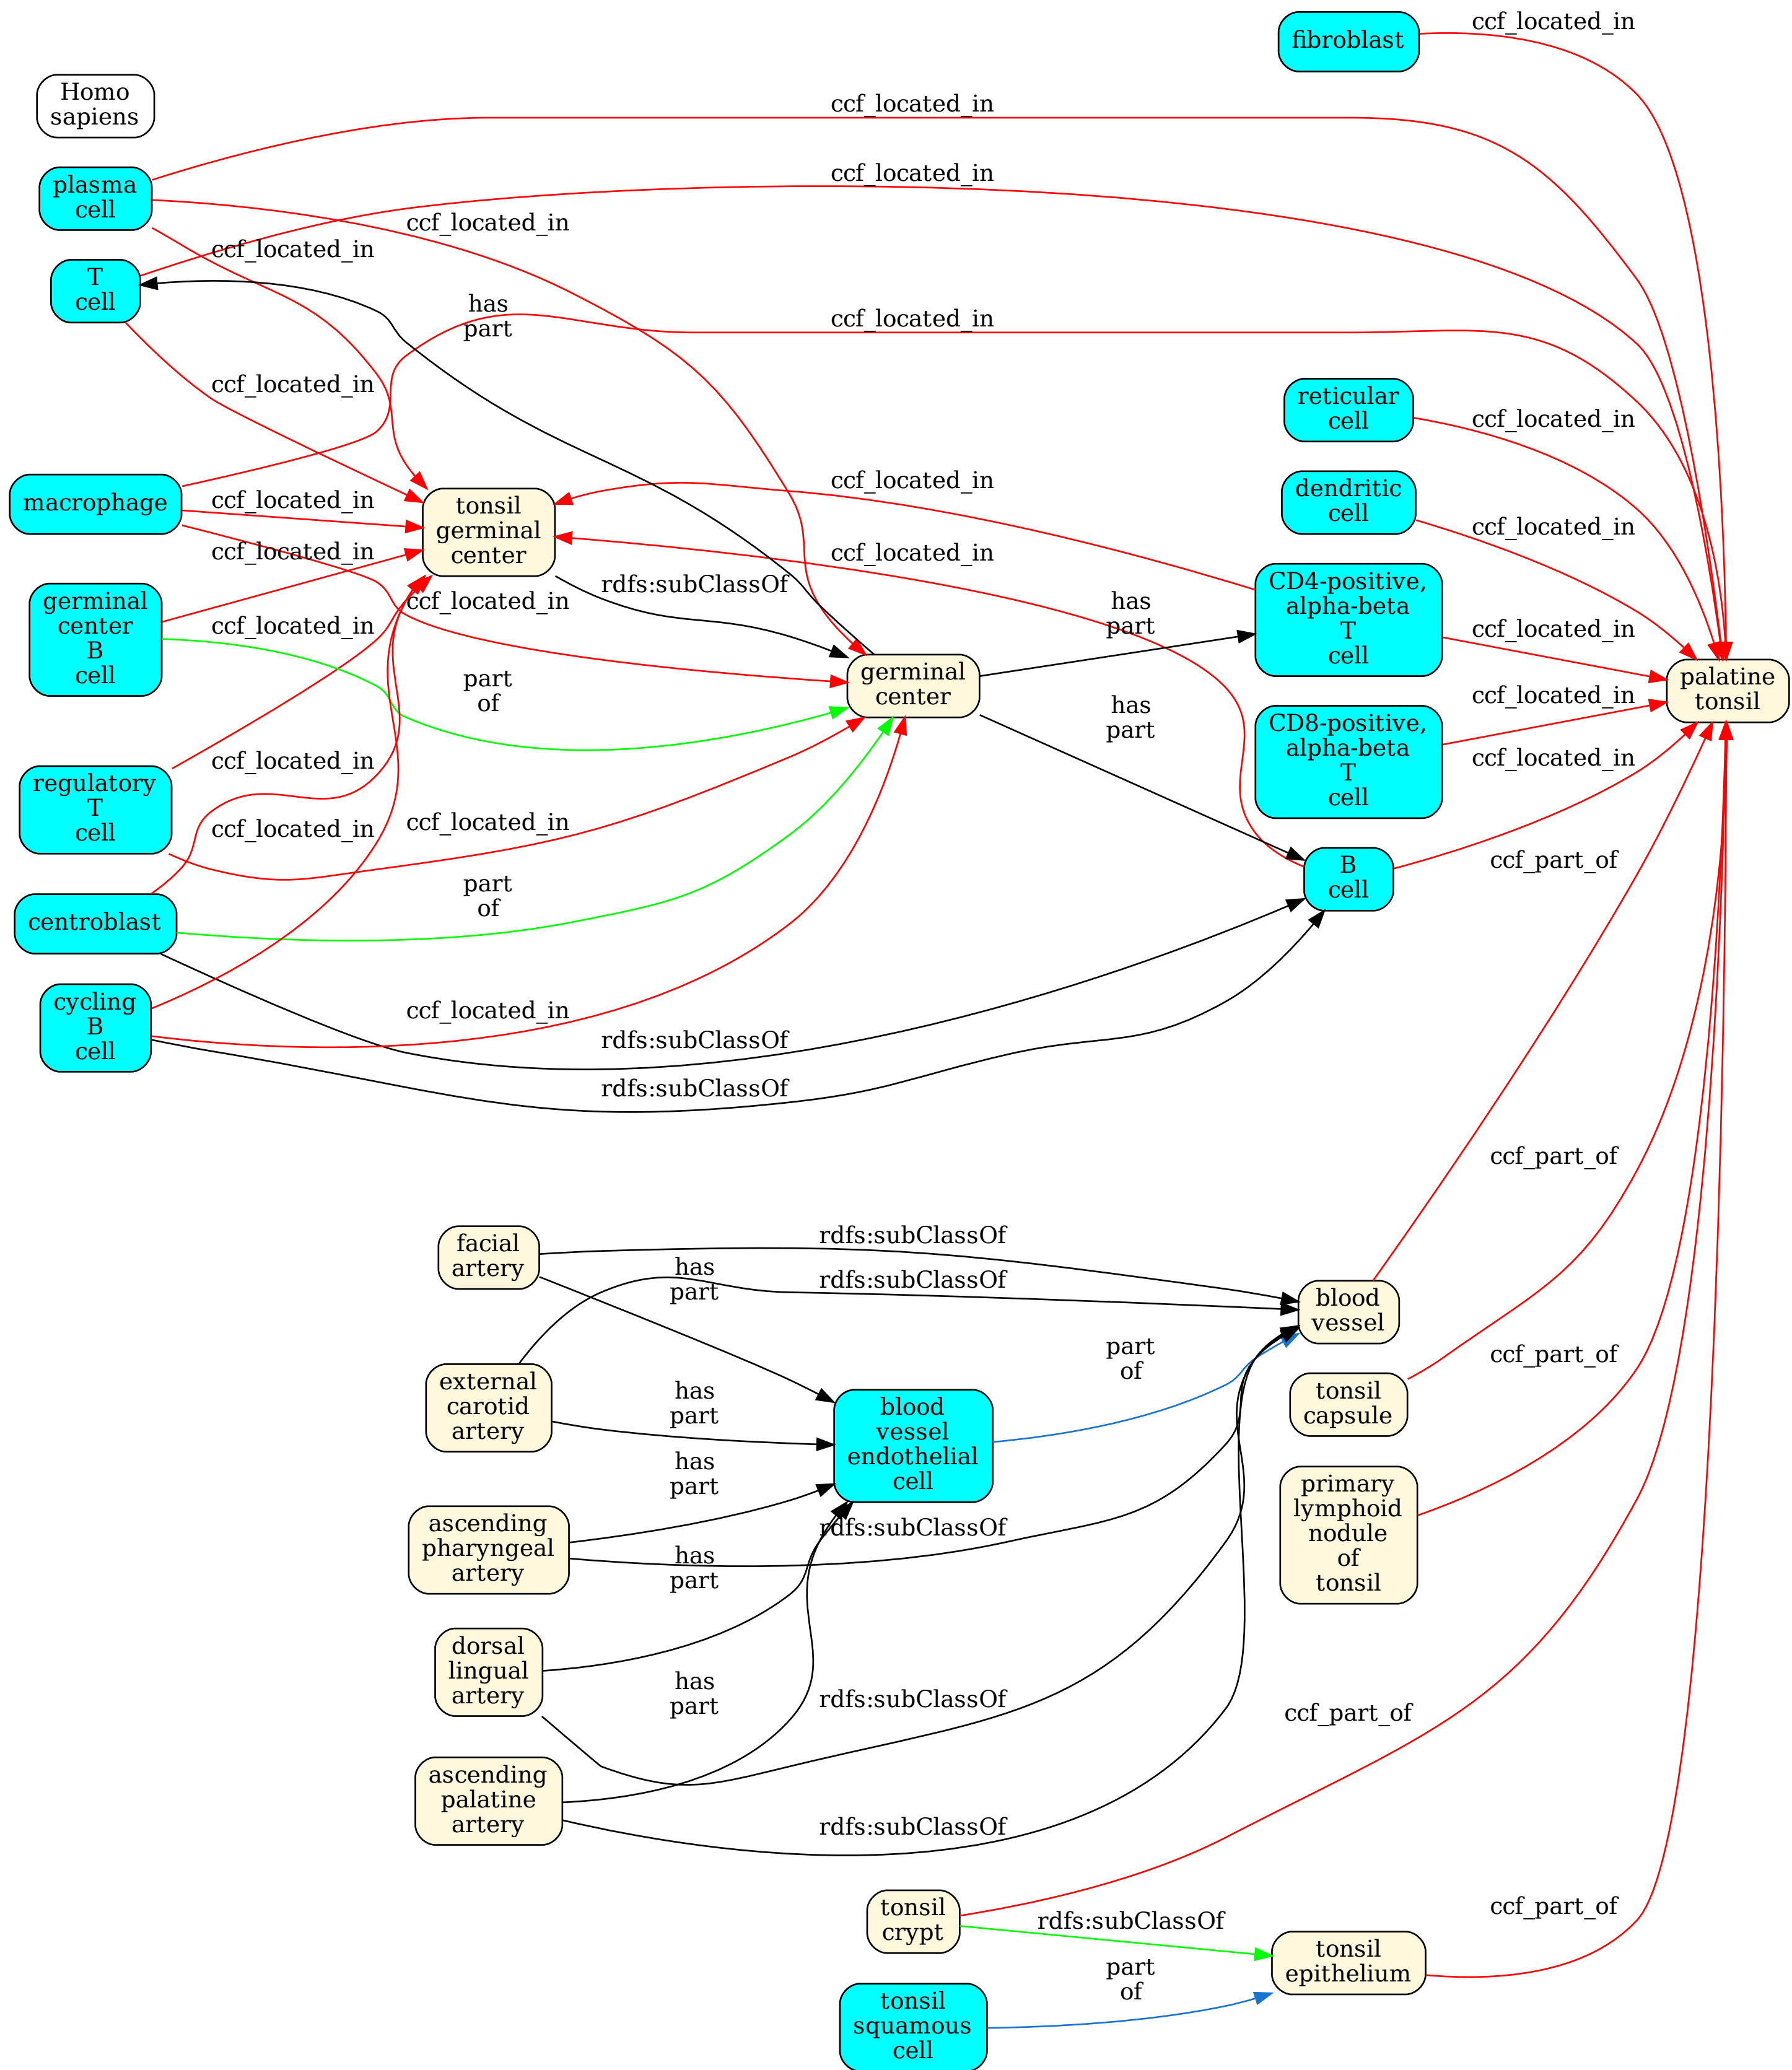 fibroblast
ccf_located_in
Homo
sapiens
ccf_located_in
plasma
cell
ccf_located_in
ccf_located_in
ccf_located_in
T
cell
has
part
ccf_located_in
ccf_located_in
reticular
cell
ccf_located_in
macrophage
ccf_located_in
tonsil
germinal
center
ccf_located_in
dendritic
cell
ccf_located_in
ccf_located_in
ccf_located_in
germinal
center
B
cell
ccf_located_in
ccf_located_in
rdfs:subClassOf
has
part
CD4-positive,
alpha-beta
T
cell
ccf_located_in
part
of
germinal
center
has
part
ccf_located_in
palatine
tonsil
CD8-positive,
alpha-beta
T
cell
ccf_located_in
regulatory
T
cell
ccf_located_in
ccf_located_in
ccf_located_in
B
cell
ccf_part_of
centroblast
part
of
cycling
B
cell
ccf_located_in
rdfs:subClassOf
rdfs:subClassOf
ccf_part_of
facial
artery
rdfs:subClassOf
has
part
rdfs:subClassOf
blood
vessel
external
carotid
artery
has
part
part
of
ccf_part_of
tonsil
capsule
blood
vessel
endothelial
cell
has
part
primary
lymphoid
nodule
of
tonsil
ascending
pharyngeal
artery
rdfs:subClassOf
has
part
dorsal
lingual
artery
has
part
rdfs:subClassOf
ccf_part_of
ascending
palatine
artery
rdfs:subClassOf
tonsil
crypt
rdfs:subClassOf
ccf_part_of
tonsil
epithelium
part
of
tonsil
squamous
cell